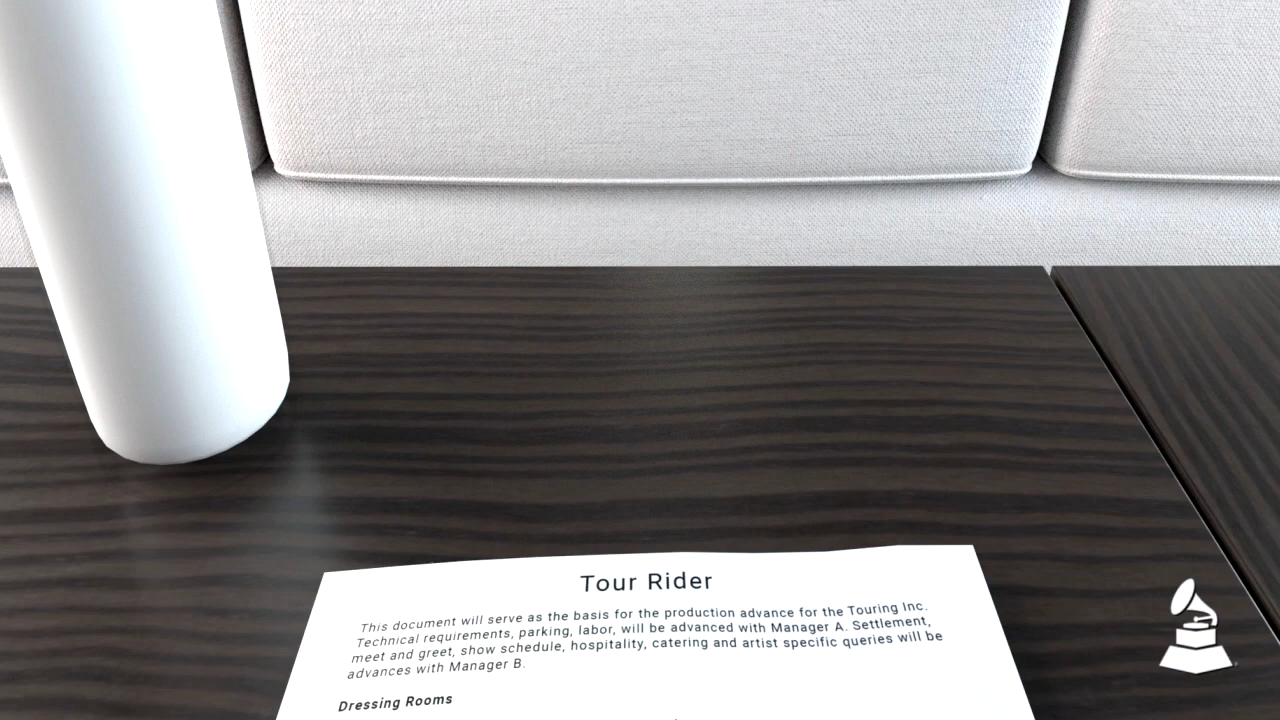 Tour Rider
This document will serve as the basis for the production advance for the Touring Inc.
Technical requirements, parking, labor, will be advanced with Manager A. Settlement,
meet and greet, show schedule, hospitality, catering and artist specific queries will be
advances with Manager B.
Dressing Rooms